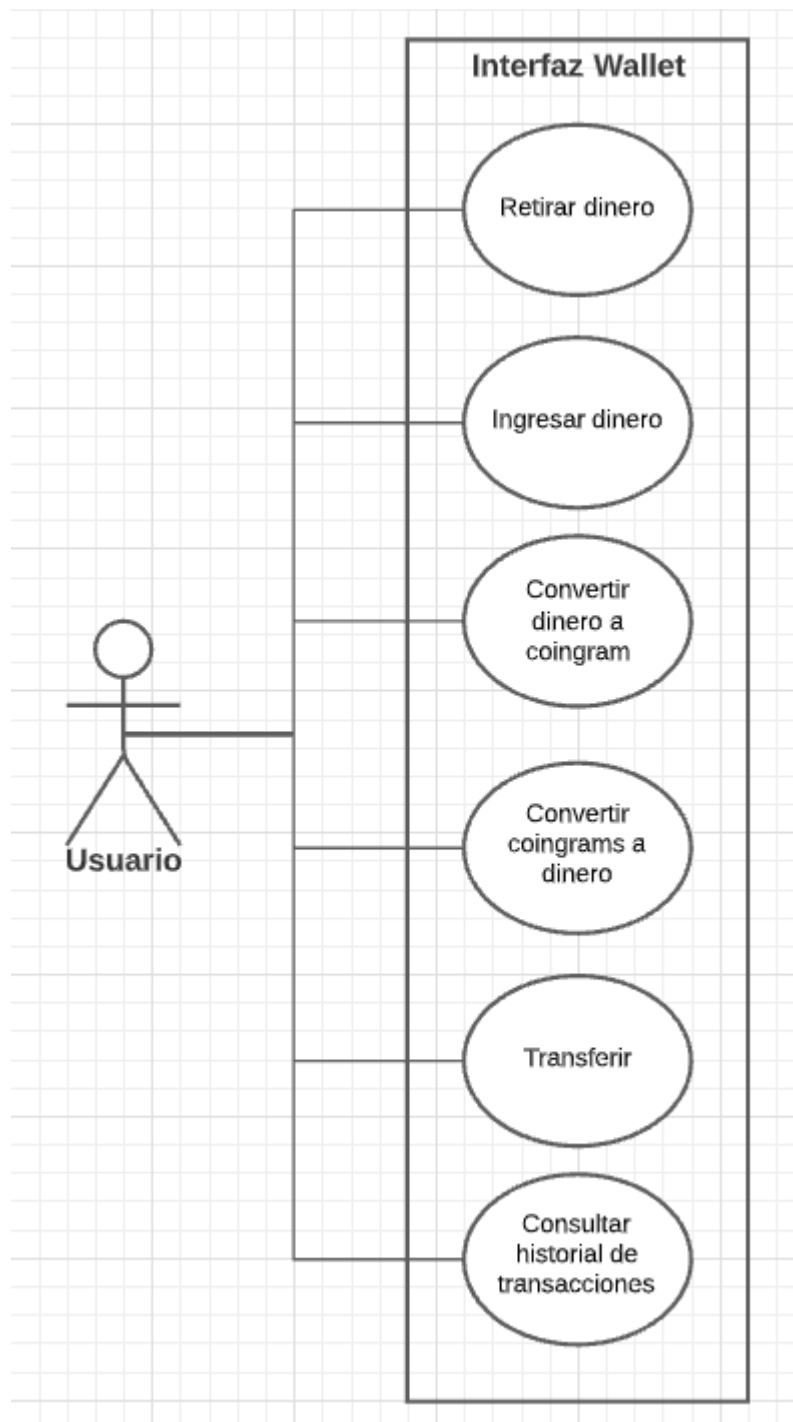 Interfaz Wallet
Retirar dinero
Ingresar dinero
Convertir
dinero a
coingram
Convertir
coingrams a
dinero
Usuario
Transferir
Consultar
historial de
transacciones